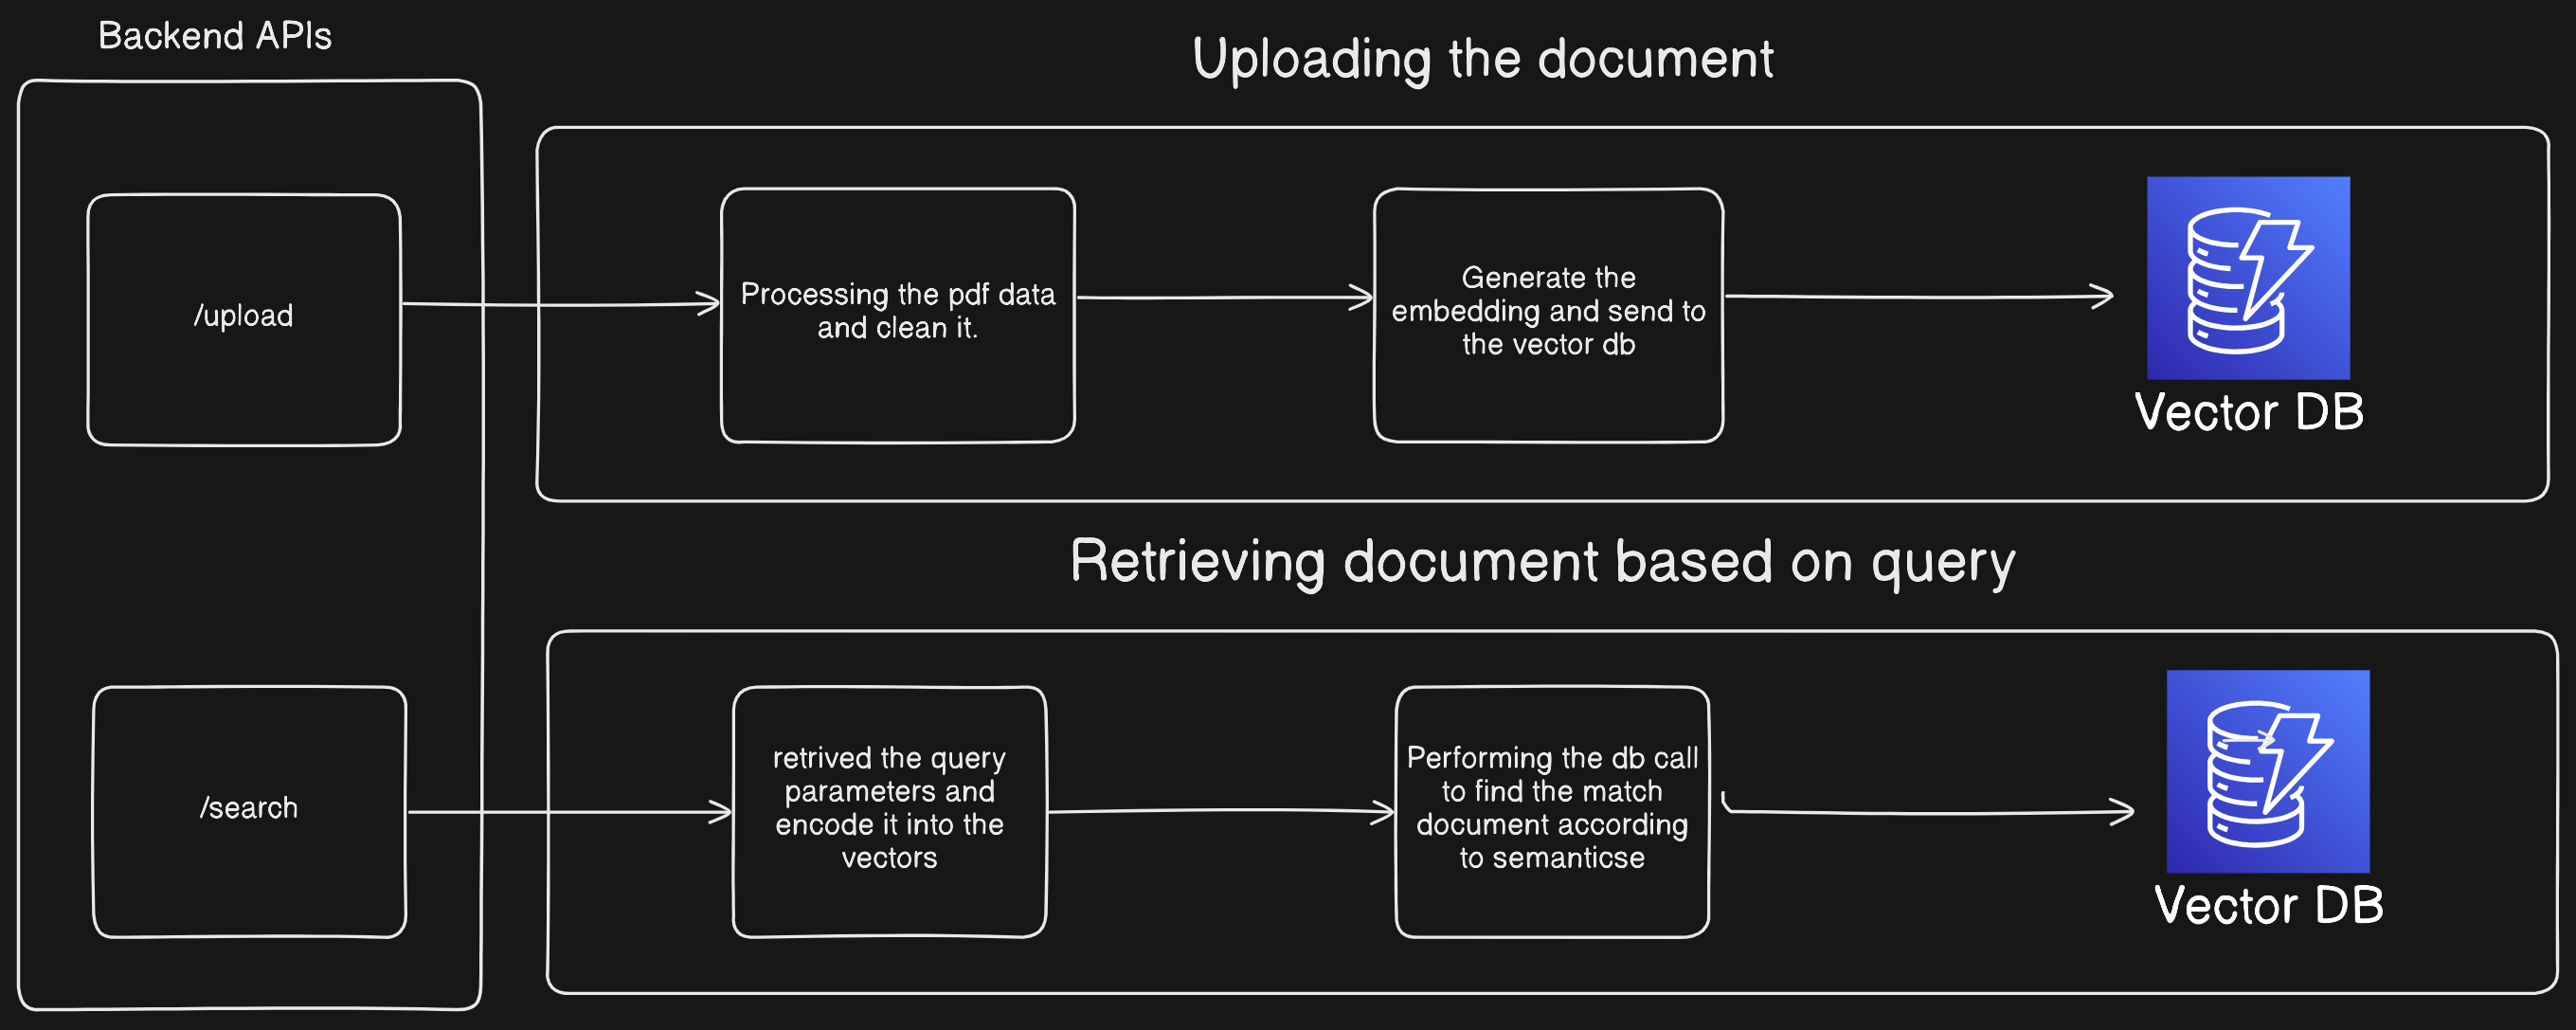 Backend APIs
Uploading the document
/upload
Processing the pdf data
and clean it.
Generate the
embedding and send to
the vector db
Vector DB
Retrieving document based on query
/search
retrived the query
parameters and
encode it into the
vectors
Performing the db call
to find the match
document according
to semanticse
Vector DB